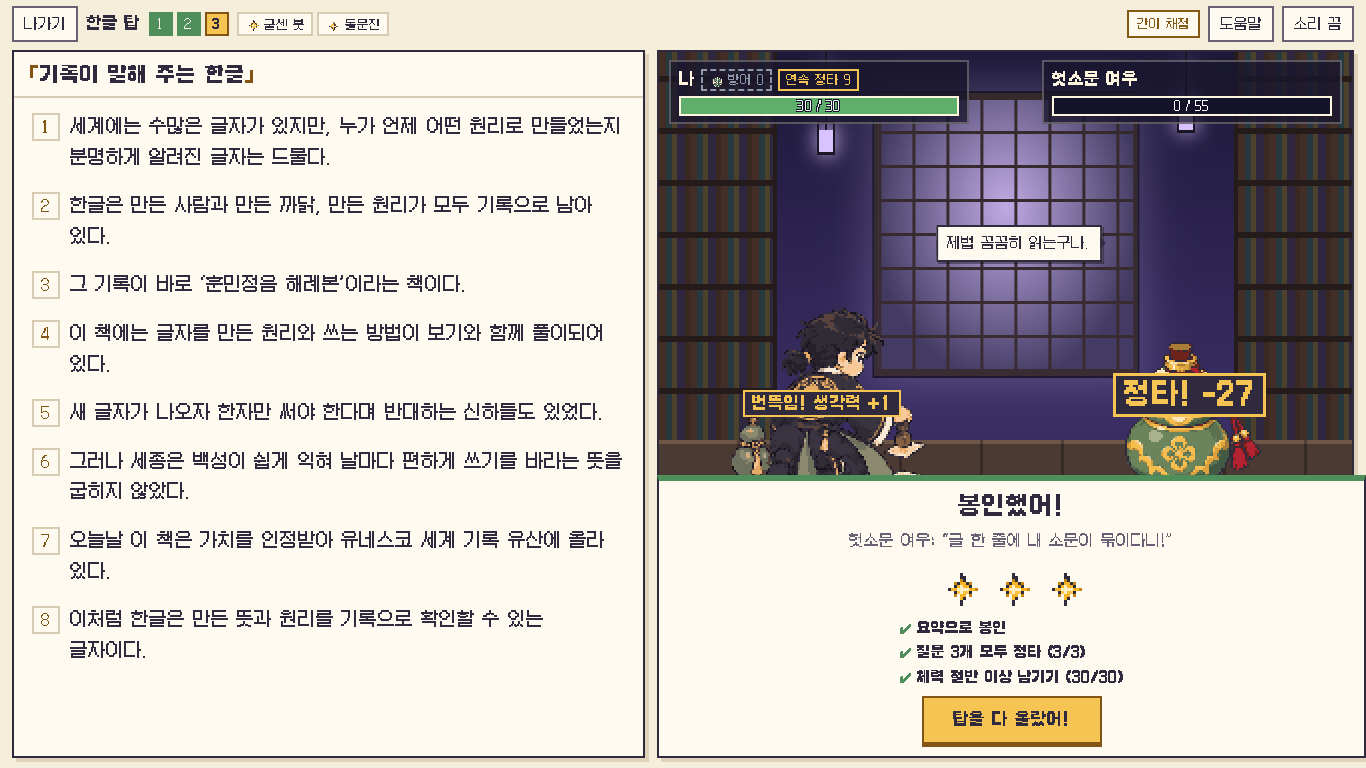 나가기 한글 탑 1 2 3 굳센 붓 돌문진 간이 채점 도움말 소리 끔
「기록이 말해 주는 한글」
1 세계에는 수많은 글자가 있지만, 누가 언제 어떤 원리로 만들었는지
분명하게 알려진 글자는 드물다.
2 한글은 만든 사람과 만든 까닭, 만든 원리가 모두 기록으로 남아
있다.
3 그 기록이 바로 ‘훈민정음 해례본’이라는 책이다.
4 이 책에는 글자를 만든 원리와 쓰는 방법이 보기와 함께 풀이되어
있다.
5 새 글자가 나오자 한자만 써야 한다며 반대하는 신하들도 있었다.
6 그러나 세종은 백성이 쉽게 익혀 날마다 편하게 쓰기를 바라는 뜻을
굽히지 않았다.
7 오늘날 이 책은 가치를 인정받아 유네스코 세계 기록 유산에 올라
있다.
8 이처럼 한글은 만든 뜻과 원리를 기록으로 확인할 수 있는
글자이다.
나 방어 0 연속 정타 9
30 / 30
헛소문 여우
0 / 55
제법 꼼꼼히 읽는구나.
번뜩임! 생각력 +1
정타! -27
봉인했어!
헛소문 여우: “글 한 줄에 내 소문이 묶이다니!”
✔ 요약으로 봉인
✔ 질문 3개 모두 정타 (3/3)
✔ 체력 절반 이상 남기기 (30/30)
탑을 다 올랐어!